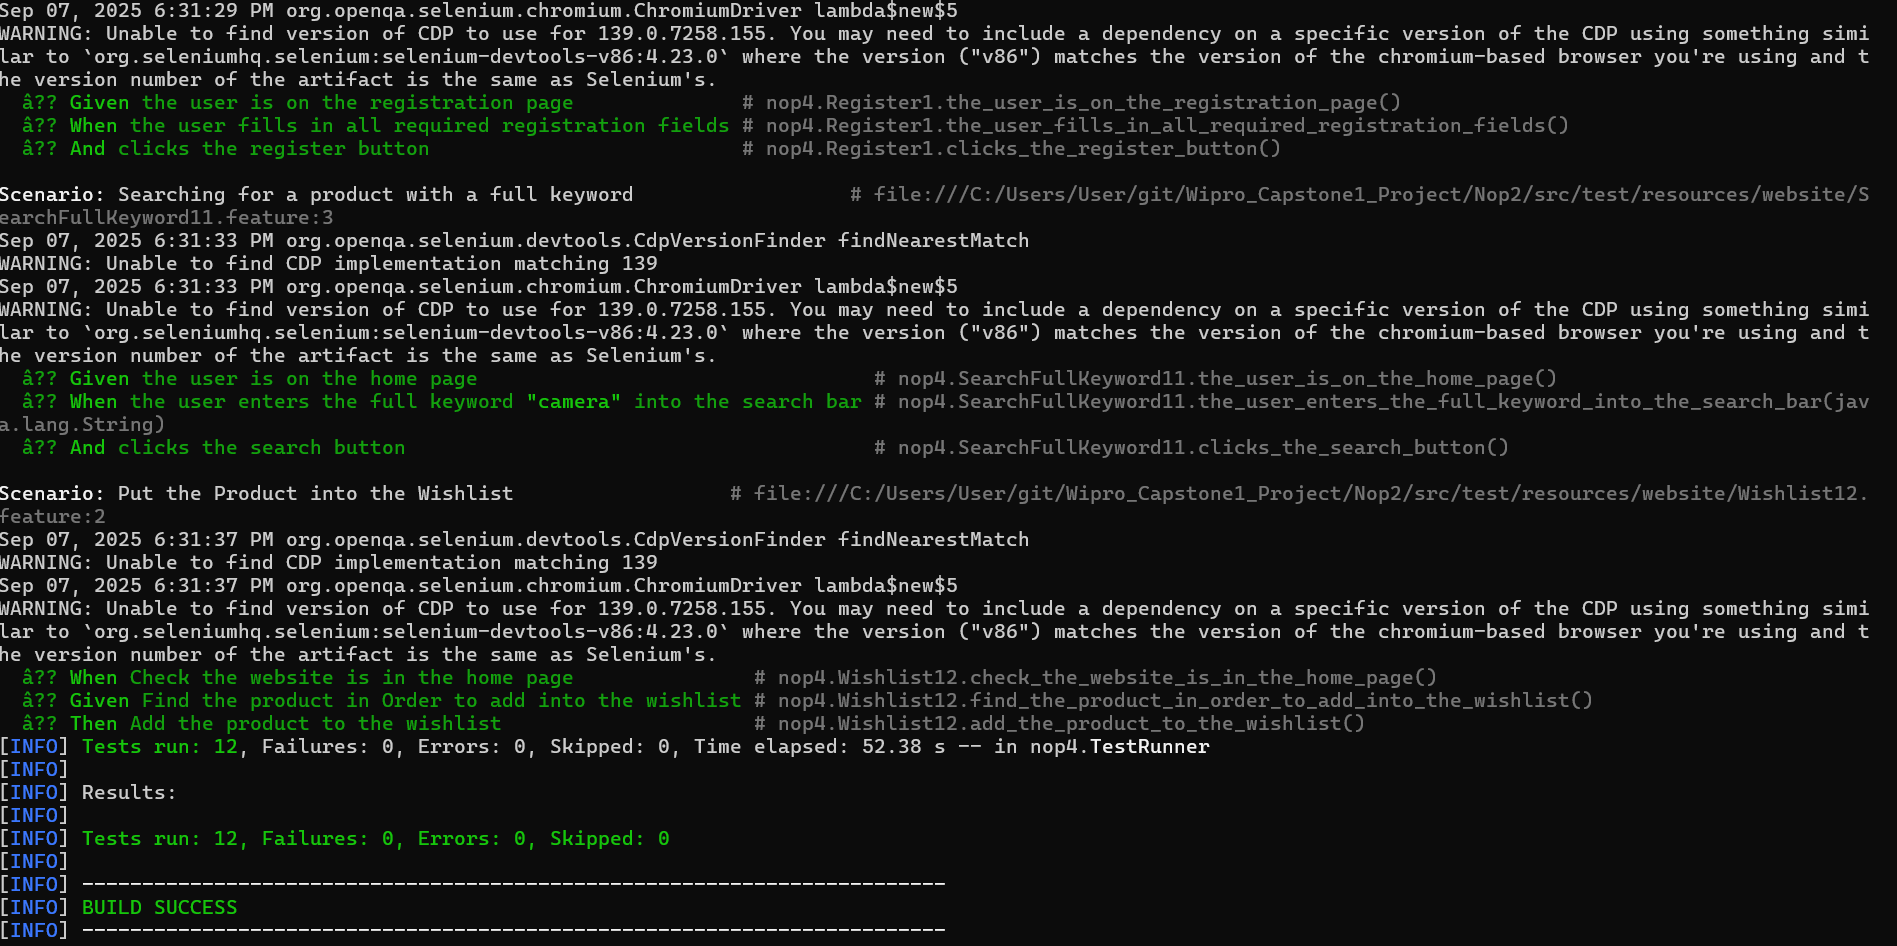 Sep 07, 2025 6:31:29 PM org.openqa.selenium.chromium.ChromiumDriver lambda$new$5
WARNING: Unable to find version of CDP to use for 139.0.7258.155. You may need to include a dependency on a specific version of the CDP using something simi
lar to `org.seleniumhq.selenium:selenium-devtools-v86:4.23.0` where the version ("v86") matches the version of the chromium-based browser you're using and t
he version number of the artifact is the same as Selenium's.
â?? Given the user is on the registration page # nop4.Register1.the_user_is_on_the_registration_page()
â?? When the user fills in all required registration fields # nop4.Register1.the_user_fills_in_all_required_registration_fields()
â?? And clicks the register button # nop4.Register1.clicks_the_register_button()
Scenario: Searching for a product with a full keyword # file:///C:/Users/User/git/Wipro_Capstone1_Project/Nop2/src/test/resources/website/S
earchFullKeyword11.feature:3
Sep 07, 2025 6:31:33 PM org.openqa.selenium.devtools.CdpVersionFinder findNearestMatch
WARNING: Unable to find CDP implementation matching 139
Sep 07, 2025 6:31:33 PM org.openqa.selenium.chromium.ChromiumDriver lambda$new$5
WARNING: Unable to find version of CDP to use for 139.0.7258.155. You may need to include a dependency on a specific version of the CDP using something simi
lar to `org.seleniumhq.selenium:selenium-devtools-v86:4.23.0` where the version ("v86") matches the version of the chromium-based browser you're using and t
he version number of the artifact is the same as Selenium's.
â?? Given the user is on the home page # nop4.SearchFullKeyword11.the_user_is_on_the_home_page()
â?? When the user enters the full keyword "camera" into the search bar # nop4.SearchFullKeyword11.the_user_enters_the_full_keyword_into_the_search_bar(jav
a.lang.String)
â?? And clicks the search button # nop4.SearchFullKeyword11.clicks_the_search_button()
Scenario: Put the Product into the Wishlist # file:///C:/Users/User/git/Wipro_Capstone1_Project/Nop2/src/test/resources/website/Wishlist12.
feature:2
Sep 07, 2025 6:31:37 PM org.openqa.selenium.devtools.CdpVersionFinder findNearestMatch
WARNING: Unable to find CDP implementation matching 139
Sep 07, 2025 6:31:37 PM org.openqa.selenium.chromium.ChromiumDriver lambda$new$5
WARNING: Unable to find version of CDP to use for 139.0.7258.155. You may need to include a dependency on a specific version of the CDP using something simi
lar to `org.seleniumhq.selenium:selenium-devtools-v86:4.23.0` where the version ("v86") matches the version of the chromium-based browser you're using and t
he version number of the artifact is the same as Selenium's.
â?? When Check the website is in the home page # nop4.Wishlist12.check_the_website_is_in_the_home_page()
â?? Given Find the product in Order to add into the wishlist # nop4.Wishlist12.find_the_product_in_order_to_add_into_the_wishlist()
â?? Then Add the product to the wishlist # nop4.Wishlist12.add_the_product_to_the_wishlist()
[INFO] Tests run: 12, Failures: 0, Errors: 0, Skipped: 0, Time elapsed: 52.38 s -- in nop4.TestRunner
[INFO]
[INFO] Results:
[INFO]
[INFO] Tests run: 12, Failures: 0, Errors: 0, Skipped: 0
[INFO]
[INFO] ------------------------------------------------------------------------
[INFO] BUILD SUCCESS
[INFO] ------------------------------------------------------------------------